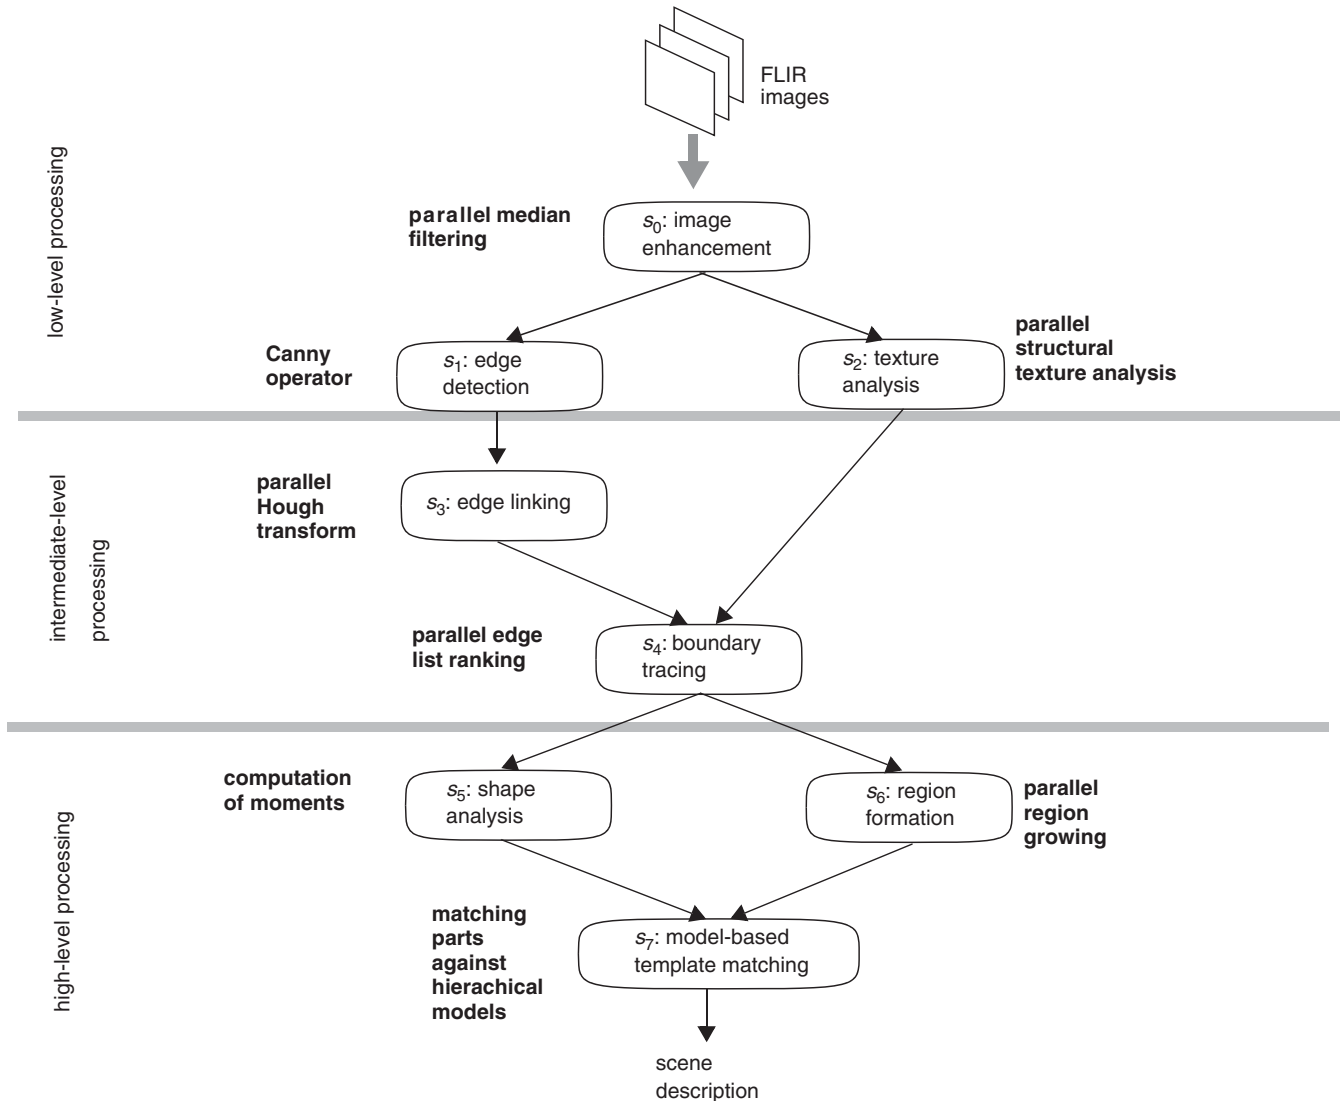 FLIR
images
low-level processing
parallel median
filtering
s0: image
enhancement
Canny
operator
s1: edge
detection
s2: texture
analysis
parallel
structural
texture analysis
intermediate-level
processing
parallel
Hough
transform
s3: edge linking
parallel edge
list ranking
s4: boundary
tracing
high-level processing
computation
of moments
s5: shape
analysis
s6: region
formation
parallel
region
growing
matching
parts
against
hierachical
models
s7: model-based
template matching
scene
description